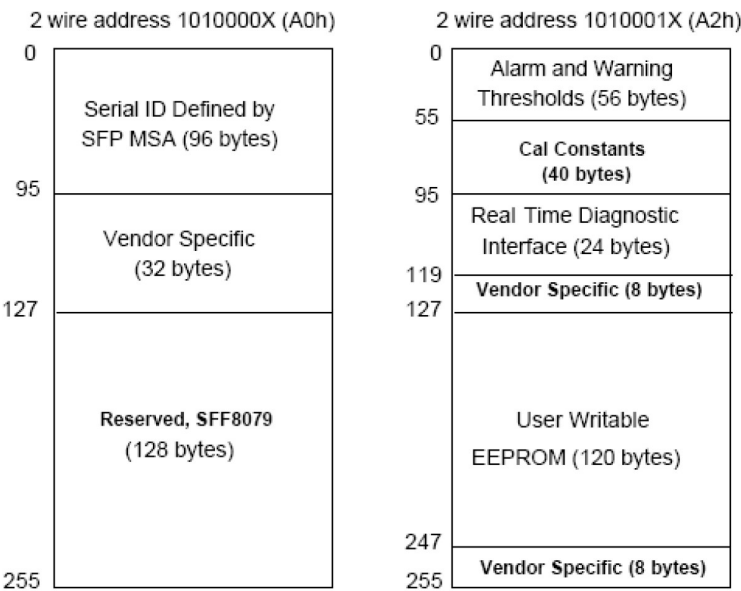 2 wire address 1010000X (A0h)
0
Serial ID Defined by
SFP MSA (96 bytes)
95
Vendor Specific
(32 bytes)
127
Reserved, SFF8079
(128 bytes)
255
2 wire address 1010001X (A2h)
0
Alarm and Warning
Thresholds (56 bytes)
55
Cal Constants
(40 bytes)
95
Real Time Diagnostic
Interface (24 bytes)
119
Vendor Specific (8 bytes)
127
User Writable
EEPROM (120 bytes)
247
Vendor Specific (8 bytes)
255